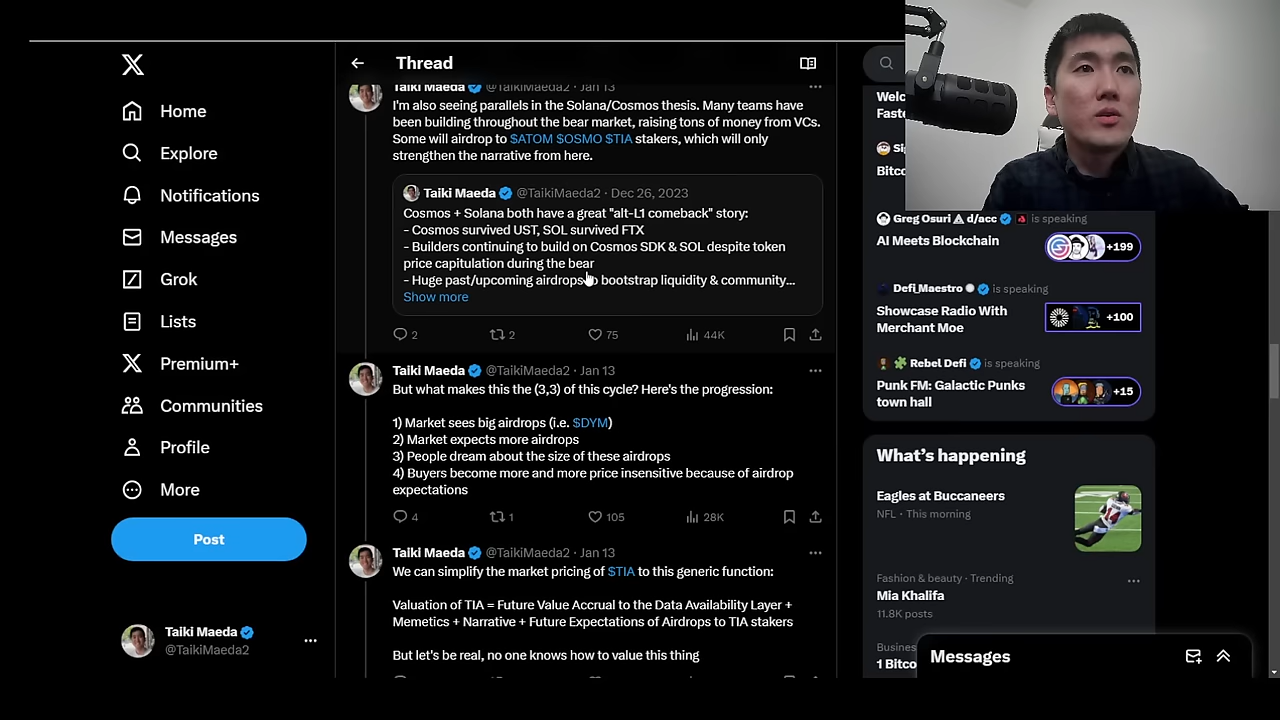 Home
Explore
Notifications
Messages
Grok
Lists
Premium+
Communities
Profile
More
Post
Taiki Maeda
@TaikiMaeda2
Thread
Taiki Maeda @TaikiMaeda2 · Jan 13
I'm also seeing parallels in the Solana/Cosmos thesis. Many teams have
been building throughout the bear market, raising tons of money from VCs.
Some will airdrop to $ATOM $OSMO $TIA stakers, which will only
strengthen the narrative from here.
Taiki Maeda @TaikiMaeda2 · Dec 26, 2023
Cosmos + Solana both have a great "alt-L1 comeback" story:
- Cosmos survived UST, SOL survived FTX
- Builders continuing to build on Cosmos SDK & SOL despite token
price capitulation during the bear
- Huge past/upcoming airdrops to bootstrap liquidity & community...
Show more
2 2 75 44K
Taiki Maeda @TaikiMaeda2 · Jan 13
But what makes this the (3,3) of this cycle? Here's the progression:
1) Market sees big airdrops (i.e. $DYM)
2) Market expects more airdrops
3) People dream about the size of these airdrops
4) Buyers become more and more price insensitive because of airdrop
expectations
4 1 105 28K
Taiki Maeda @TaikiMaeda2 · Jan 13
We can simplify the market pricing of $TIA to this generic function:
Valuation of TIA = Future Value Accrual to the Data Availability Layer +
Memetics + Narrative + Future Expectations of Airdrops to TIA stakers
But let's be real, no one knows how to value this thing
Greg Osuri d/acc is speaking
AI Meets Blockchain
+199
Defi_Maestro is speaking
Showcase Radio With
Merchant Moe
+100
Rebel Defi is speaking
Punk FM: Galactic Punks
town hall
+15
What's happening
Eagles at Buccaneers
NFL · This morning
Fashion & beauty · Trending
Mia Khalifa
11.8K posts
Messages